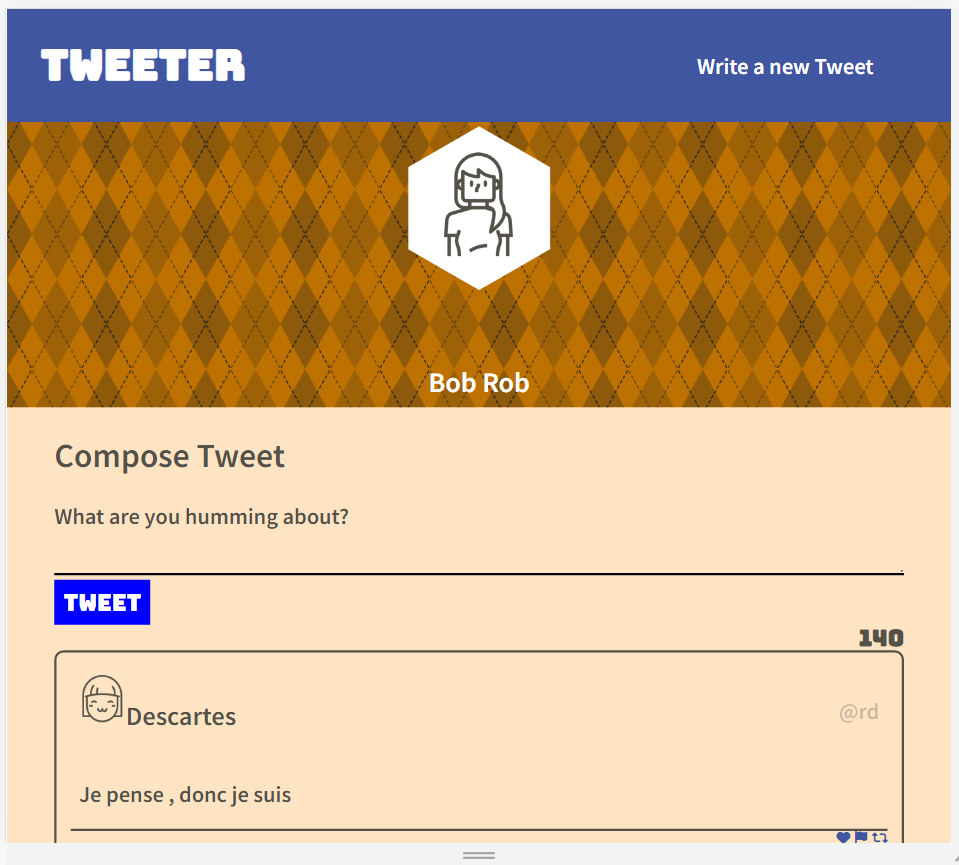 TWEETER
Write a new Tweet
Bob Rob
Compose Tweet
What are you humming about?
TWEET
140
Descartes
@rd
Je pense , donc je suis